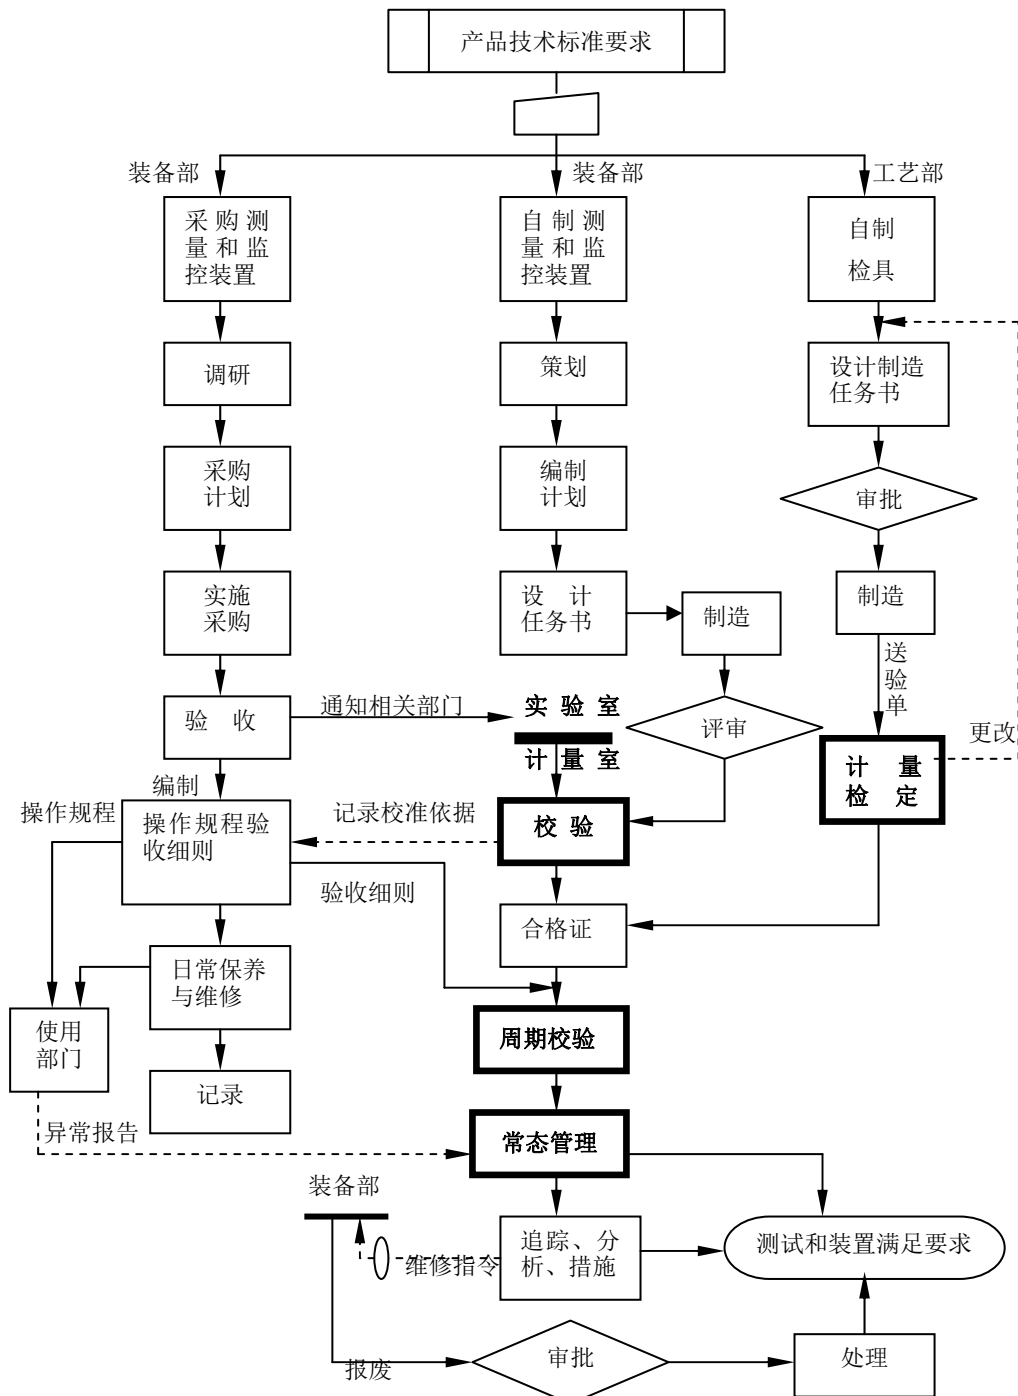 产品技术标准要求
装备部
装备部
工艺部
采购测
量和监
控装置
自制测
量和监
控装置
自制
检具
调研
策划
设计制造
任务书
采购
计划
编制
计划
审批
实施
采购
设计
任务书
制造
制造
送验单
验收
通知相关部门
实验室
计量室
评审
更改
计量
检定
编制
操作规程
操作规程验
收细则
记录校准依据
校验
验收细则
合格证
日常保养
与维修
使用
部门
周期校验
记录
异常报告
常态管理
装备部
维修指令
追踪、分
析、措施
测试和装置满足要求
报废
审批
处理